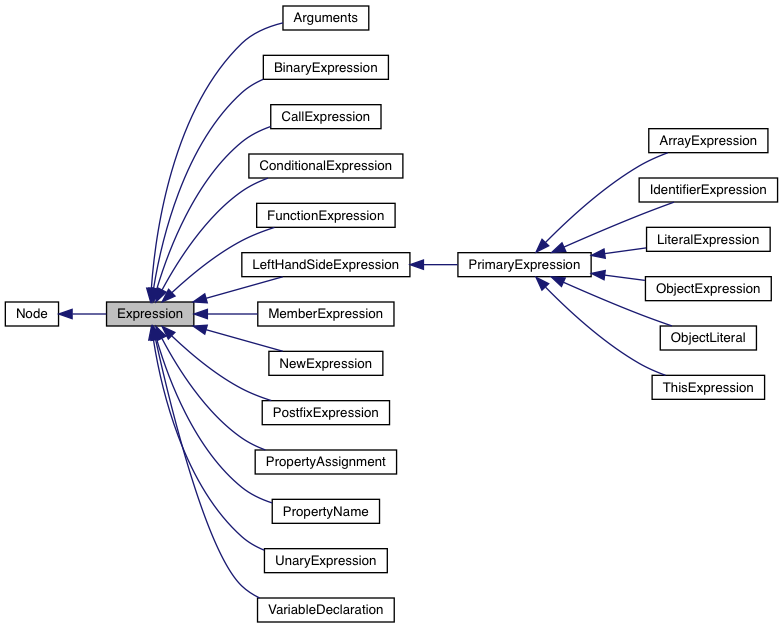 Arguments
BinaryExpression
CallExpression
ArrayExpression
ConditionalExpression
IdentifierExpression
FunctionExpression
LiteralExpression
LeftHandSideExpression
PrimaryExpression
ObjectExpression
Node
Expression
MemberExpression
ObjectLiteral
NewExpression
ThisExpression
PostfixExpression
PropertyAssignment
PropertyName
UnaryExpression
VariableDeclaration